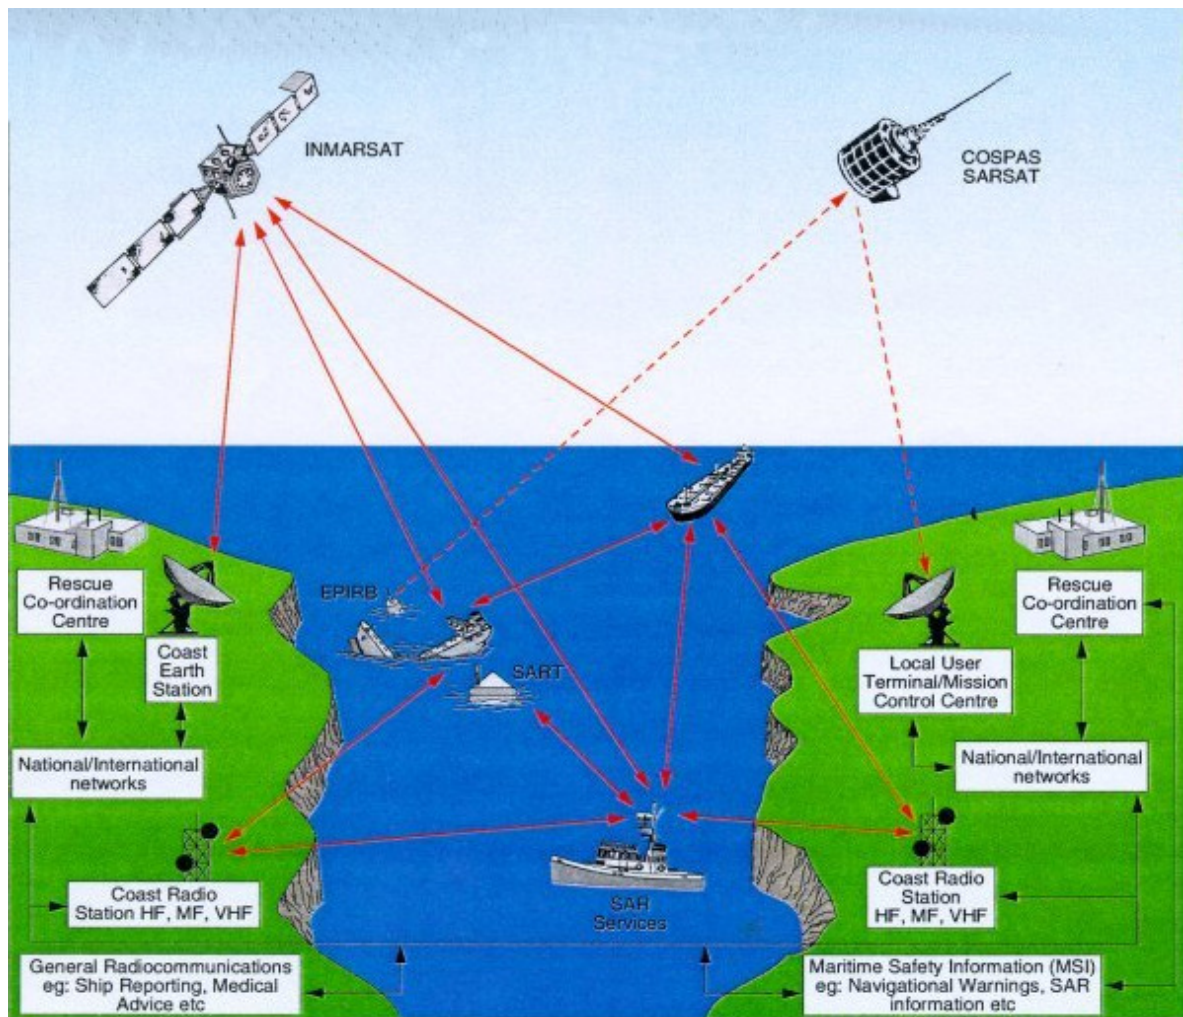 INMARSAT
COSPAS
SARSAT
EPIRB
SART
Rescue
Co-ordination
Centre
Coast
Earth
Station
National/International
networks
Coast Radio
Station HF, MF, VHF
General Radiocommunications
eg: Ship Reporting, Medical
Advice etc
SAR
Services
Rescue
Co-ordination
Centre
Local User
Terminal/Mission
Control Centre
National/International
networks
Coast Radio
Station
HF, MF, VHF
Maritime Safety Information (MSI)
eg: Navigational Warnings, SAR
information etc